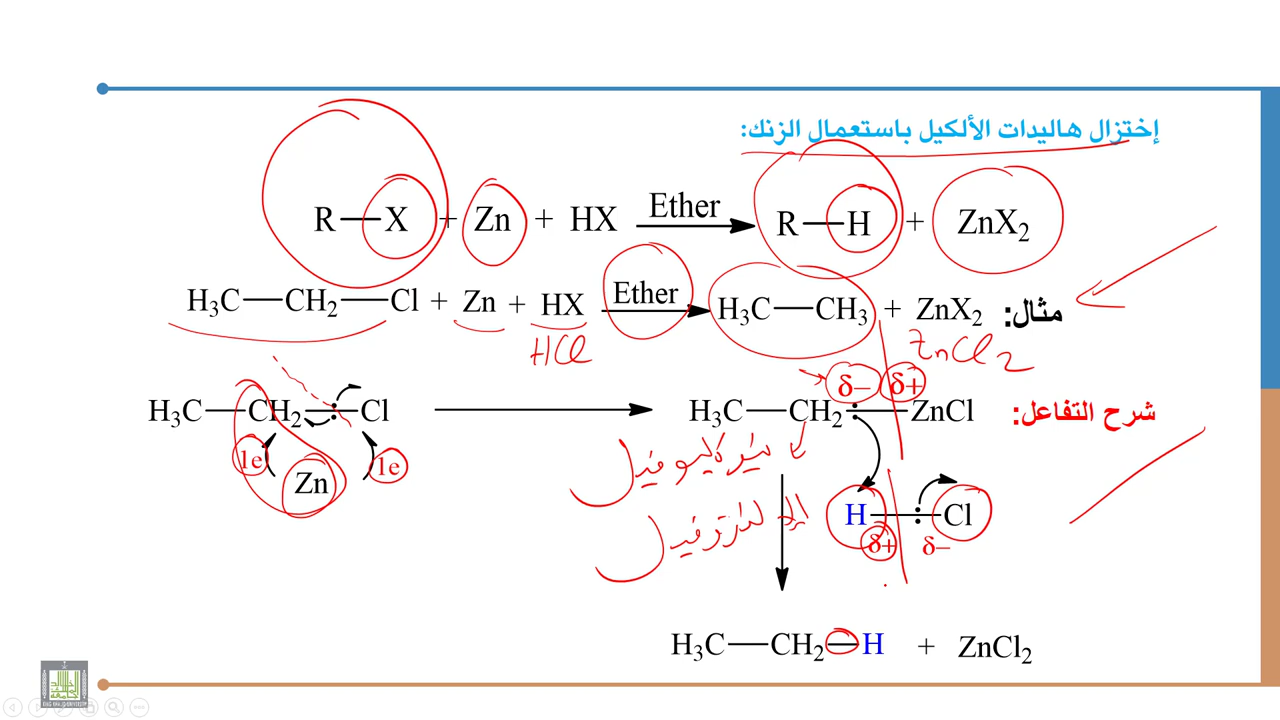 إختزال هاليدات الألكيل باستعمال الزنك:
R—X + Zn + HX Ether R—H + ZnX2
H3C—CH2—Cl + Zn + HX Ether H3C—CH3 + ZnX2 مثال:
HCl ZnCl2
δ− δ+
H3C—CH2 : Cl H3C—CH2 : ZnCl شرح التفاعل:
1e Zn 1e
نيوكليوفيل
H : Cl
δ+ δ−
H3C—CH2—H + ZnCl2